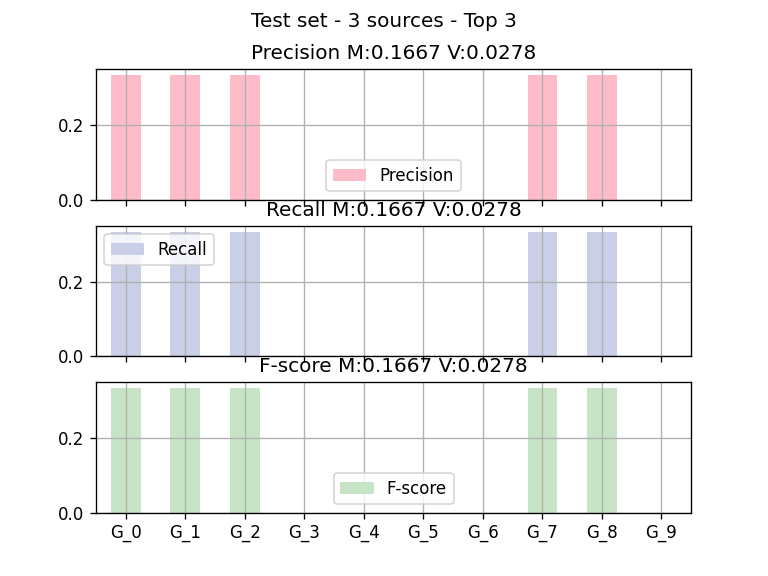 Test set - 3 sources - Top 3
Precision M:0.1667 V:0.0278
0.2
0.0
Precision
Recall M:0.1667 V:0.0278
Recall
0.2
0.0
F-score M:0.1667 V:0.0278
0.2
F-score
0.0
G_0 G_1 G_2 G_3 G_4 G_5 G_6 G_7 G_8 G_9